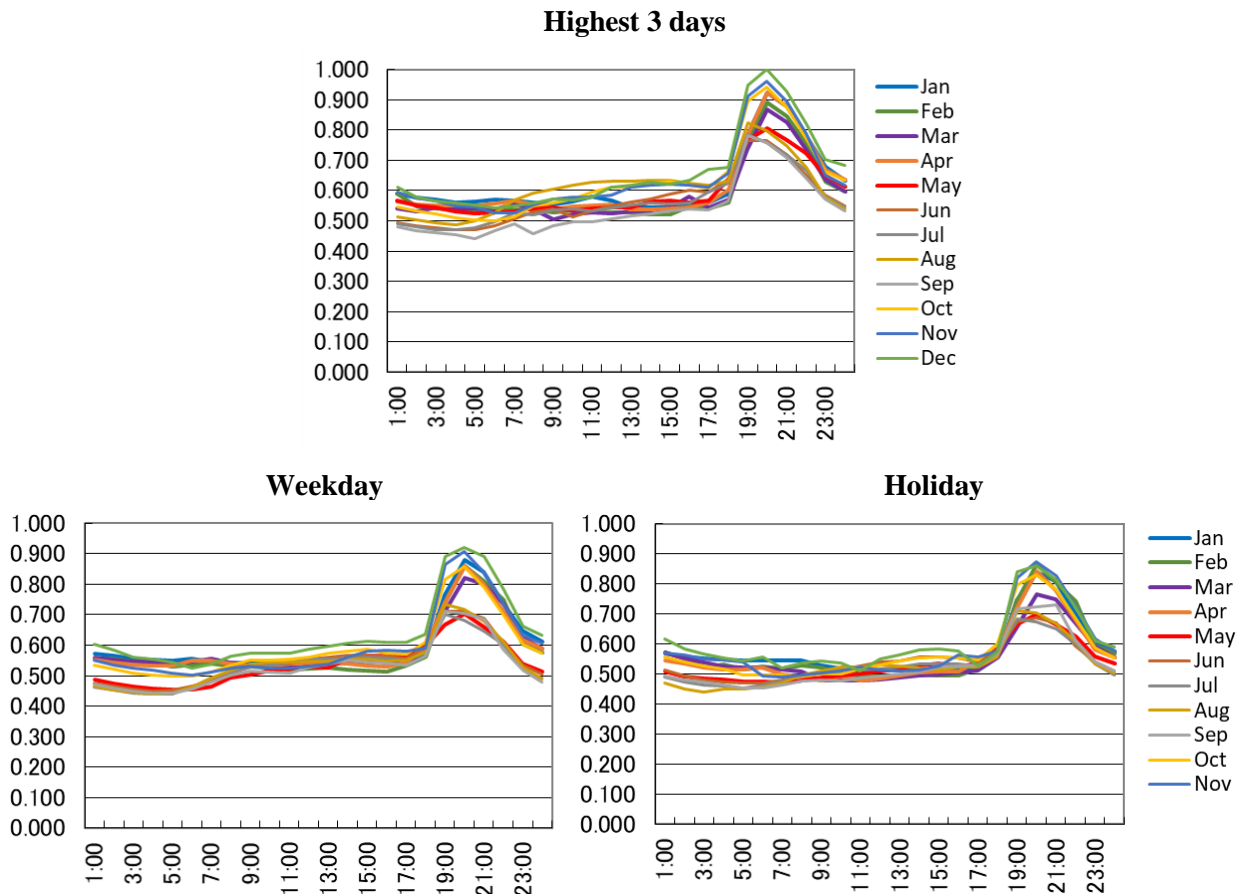 Highest 3 days
1.000
0.900
0.800
0.700
0.600
0.500
0.400
0.300
0.200
0.100
0.000
1:00
3:00
5:00
7:00
9:00
11:00
13:00
15:00
17:00
19:00
21:00
23:00
Jan
Feb
Mar
Apr
May
Jun
Jul
Aug
Sep
Oct
Nov
Dec
Weekday
1.000
0.900
0.800
0.700
0.600
0.500
0.400
0.300
0.200
0.100
0.000
1:00
3:00
5:00
7:00
9:00
11:00
13:00
15:00
17:00
19:00
21:00
23:00
Holiday
1.000
0.900
0.800
0.700
0.600
0.500
0.400
0.300
0.200
0.100
0.000
1:00
3:00
5:00
7:00
9:00
11:00
13:00
15:00
17:00
19:00
21:00
23:00
Jan
Feb
Mar
Apr
May
Jun
Jul
Aug
Sep
Oct
Nov